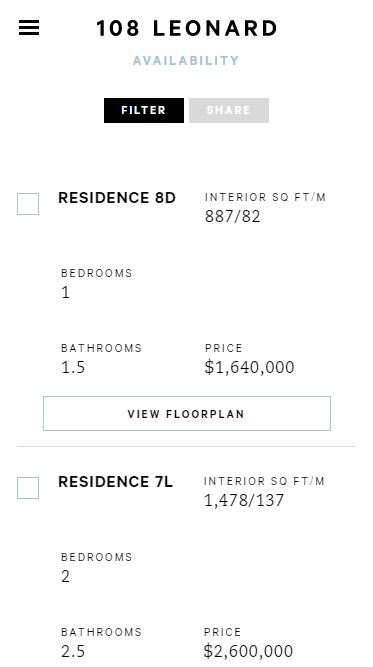 108 LEONARD
AVAILABILITY
FILTER SHARE
RESIDENCE 8D
INTERIOR SQ FT/M
887/82
BEDROOMS
1
BATHROOMS
1.5
PRICE
$1,640,000
VIEW FLOORPLAN
RESIDENCE 7L
INTERIOR SQ FT/M
1,478/137
BEDROOMS
2
BATHROOMS
2.5
PRICE
$2,600,000